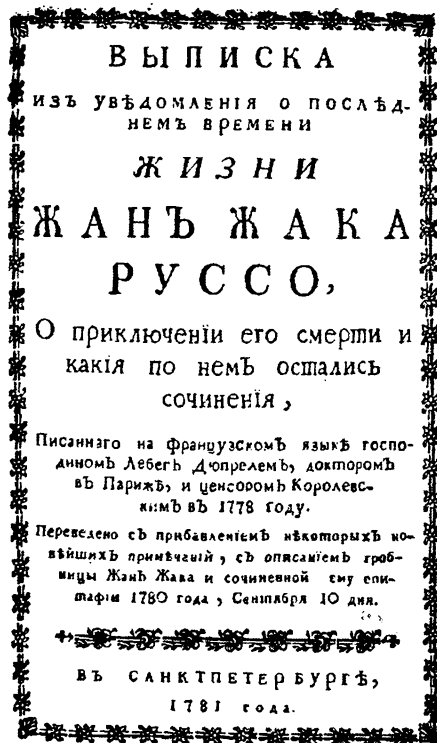 ВЫПИСКА
ИЗЪ УВѢДОМЛЕНІЯ О ПОСЛѢД-
НЕМЪ ВРЕМЕНИ
ЖИЗНИ
ЖАНЪ ЖАКА
РУССО,
О приключеніи его смерти и
какія по немъ остались
сочиненія,
Писаннаго на французскомъ языкѣ госпо-
диномъ Лебегъ Дюпрелемъ, докторомъ
въ Парижѣ, и ценсоромъ Королевс-
кимъ въ 1778 году.
Переведено съ прибавленіемъ нѣкоторыхъ но-
вѣйшихъ примѣчаній, съ описаніемъ гроб-
ницы Жанъ Жака и сочиненной ему епи-
тафіи 1780 года, Сентября 10 дня.
ВЪ САНКТПЕТЕРБУРГѢ,
1781 года.